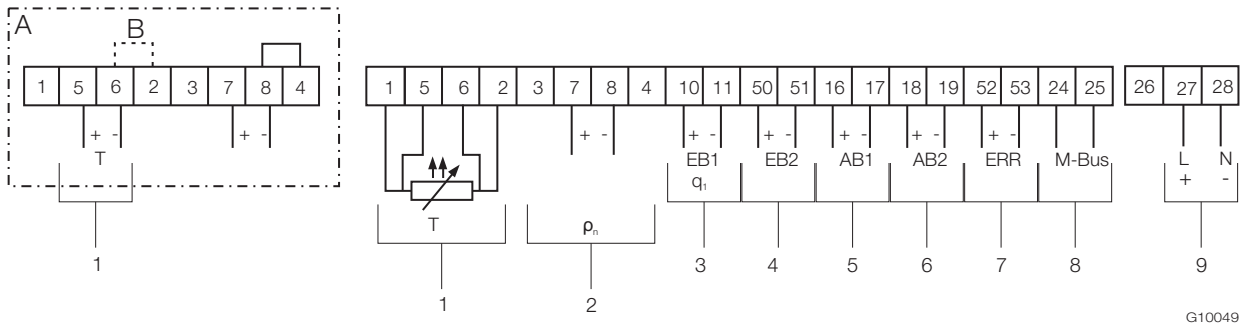 A
B
1 5 6 2 3 7 8 4
+ - + -
T
1
1 5 6 2 3 7 8 4 10 11 50 51 16 17 18 19 52 53 24 25 26 27 28
+ - + - + - + - + - + -
EB1 EB2 AB1 AB2 ERR M-Bus L N
q₁ + -
T ρₙ
1 2 3 4 5 6 7 8 9
G10049